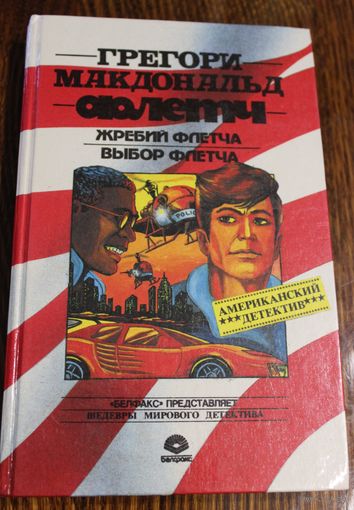 ГРЕГОРИ
МАКДОНАЛЬД
ФЛЕТЧ
ЖРЕБИЙ ФЛЕТЧА
ВЫБОР ФЛЕТЧА
POLICE
АМЕРИКАНСКИЙ
***ДЕТЕКТИВ***
«БЕЛФАКС» ПРЕДСТАВЛЯЕТ
ШЕДЕВРЫ МИРОВОГО ДЕТЕКТИВА
Белфакс